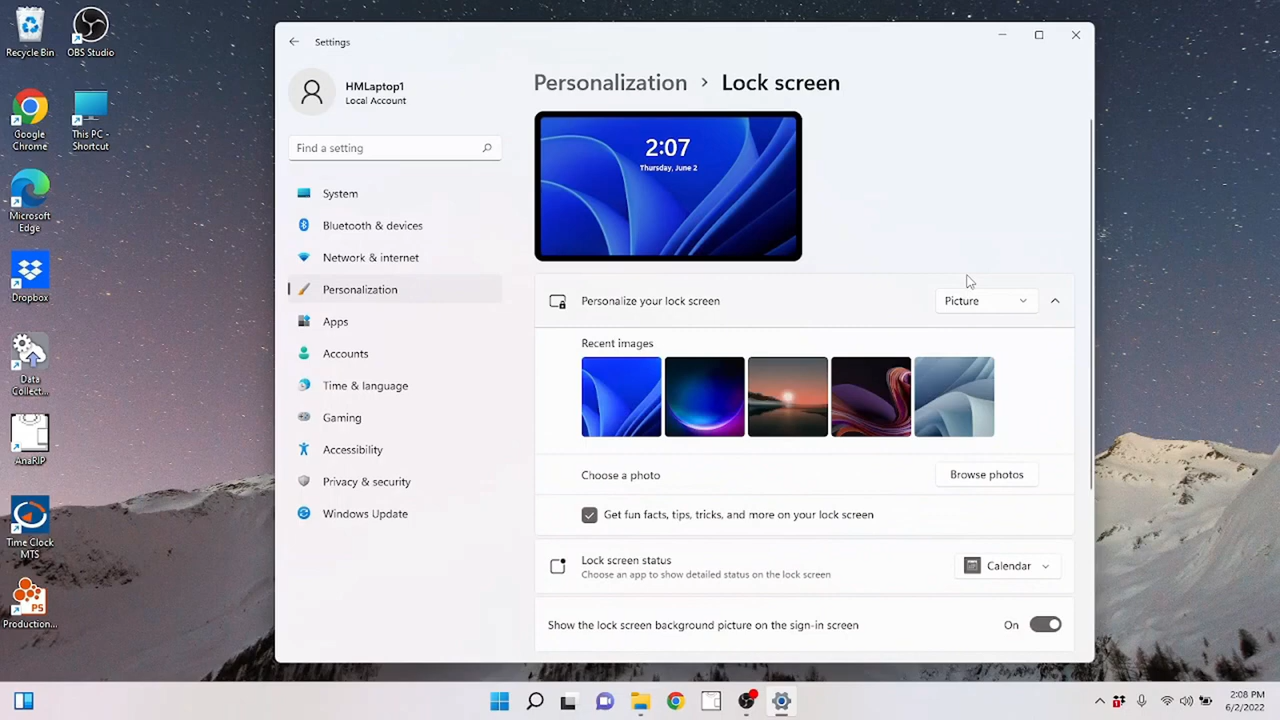 Recycle Bin
OBS Studio
Google
Chrome
This PC -
Shortcut
Microsoft
Edge
Dropbox
Data
Collect...
AnaRIP
Time Clock
MTS
Production...
PS
Settings
HMLaptop1
Local Account
Find a setting
System
Bluetooth & devices
Network & internet
Personalization
Apps
Accounts
Time & language
Gaming
Accessibility
Privacy & security
Windows Update
Personalization > Lock screen
2:07
Thursday, June 2
Personalize your lock screen
Picture
Recent images
Choose a photo
Browse photos
Get fun facts, tips, tricks, and more on your lock screen
Lock screen status
Choose an app to show detailed status on the lock screen
Calendar
Show the lock screen background picture on the sign-in screen
On
2:08 PM
6/2/2022